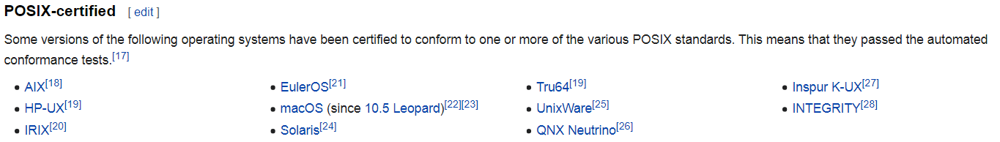 POSIX-certified [ edit ]
Some versions of the following operating systems have been certified to conform to one or more of the various POSIX standards. This means that they passed the automated
conformance tests.[17]
• AIX[18]
• HP-UX[19]
• IRIX[20]
• EulerOS[21]
• macOS (since 10.5 Leopard)[22][23]
• Solaris[24]
• Tru64[19]
• UnixWare[25]
• QNX Neutrino[26]
• Inspur K-UX[27]
• INTEGRITY[28]